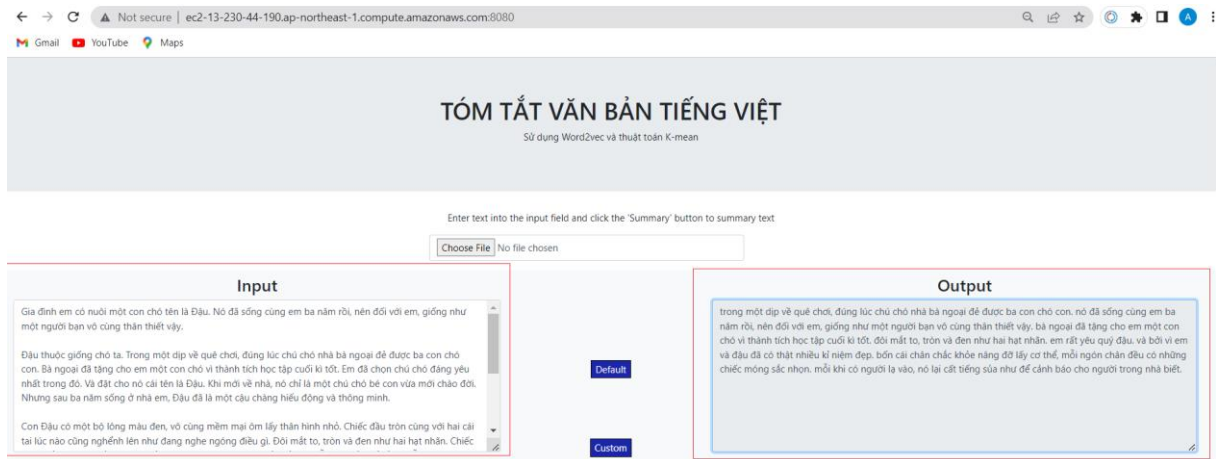 Not secure | ec2-13-230-44-190.ap-northeast-1.compute.amazonaws.com:8080
A
Gmail YouTube Maps
TÓM TẮT VĂN BẢN TIẾNG VIỆT
Sử dụng Word2vec và thuật toán K-mean
Enter text into the input field and click the 'Summary' button to summary text
Choose File No file chosen
Input
Gia đình em có nuôi một con chó tên là Đậu. Nó đã sống cùng em ba năm rồi, nên đối với em, giống như
một người bạn vô cùng thân thiết vậy.
Đậu thuộc giống chó ta. Trong một dịp về quê chơi, đúng lúc chú chó nhà bà ngoại đẻ được ba con chó
con. Bà ngoại đã tặng cho em một con chó vì thành tích học tập cuối kì tốt. Em đã chọn chú chó đáng yêu
nhất trong đó. Và đặt cho nó cái tên là Đậu. Khi mới về nhà, nó chỉ là một chú chó bé con vừa mới chào đời.
Nhưng sau ba năm sống ở nhà em, Đậu đã là một cậu chàng hiếu động và thông minh.
Con Đậu có một bộ lông màu đen, vô cùng mềm mại ôm lấy thân hình nhỏ. Chiếc đầu tròn cùng với hai cái
tai lúc nào cũng nghểnh lên như đang nghe ngóng điều gì. Đôi mắt to, tròn và đen như hai hạt nhãn. Chiếc
Default
Custom
Output
trong một dịp về quê chơi, đúng lúc chú chó nhà bà ngoại đẻ được ba con chó con. nó đã sống cùng em ba
năm rồi, nên đối với em, giống như một người bạn vô cùng thân thiết vậy. bà ngoại đã tặng cho em một con
chó vì thành tích học tập cuối kì tốt. đôi mắt to, tròn và đen như hai hạt nhãn. em rất yêu quý đậu. và bởi vì em
và đậu đã có thật nhiều kỉ niệm đẹp. bốn cái chân chắc khỏe nâng đỡ lấy cơ thể, mỗi ngón chân đều có những
chiếc móng sắc nhọn. mỗi khi có người lạ vào, nó lại cất tiếng sủa như để cảnh báo cho người trong nhà biết.